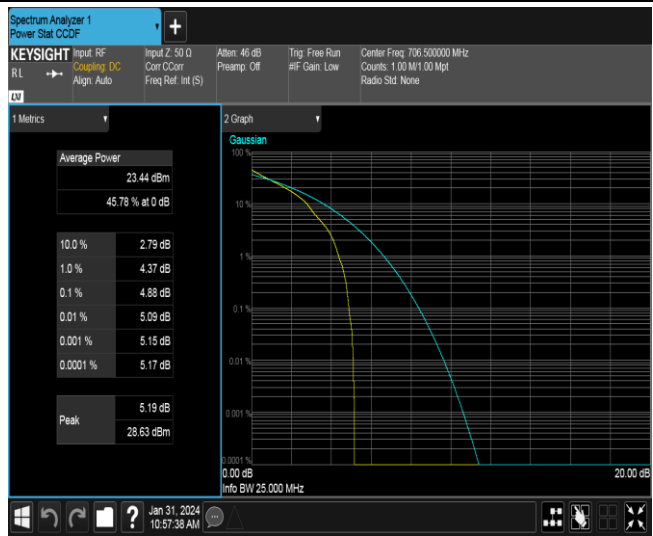 Spectrum Analyzer 1
Power Stat CCDF
+
KEYSIGHT
RL
LXI
Input: RF
Coupling: DC
Align: Auto
Input Z: 50 Ω
Corr CCorr
Freq Ref: Int (S)
Atten: 46 dB
Preamp: Off
Trig: Free Run
#IF Gain: Low
Center Freq: 706.500000 MHz
Counts: 1.00 M/1.00 Mpt
Radio Std: None
1 Metrics
Average Power
23.44 dBm
45.78 % at 0 dB
10.0 % 2.79 dB
1.0 % 4.37 dB
0.1 % 4.88 dB
0.01 % 5.09 dB
0.001 % 5.15 dB
0.0001 % 5.17 dB
Peak
5.19 dB
28.63 dBm
2 Graph
Gaussian
100 %
10 %
1 %
0.1 %
0.01 %
0.001 %
0.0001 %
0.00 dB
20.00 dB
Info BW 25.000 MHz
?
Jan 31, 2024
10:57:38 AM